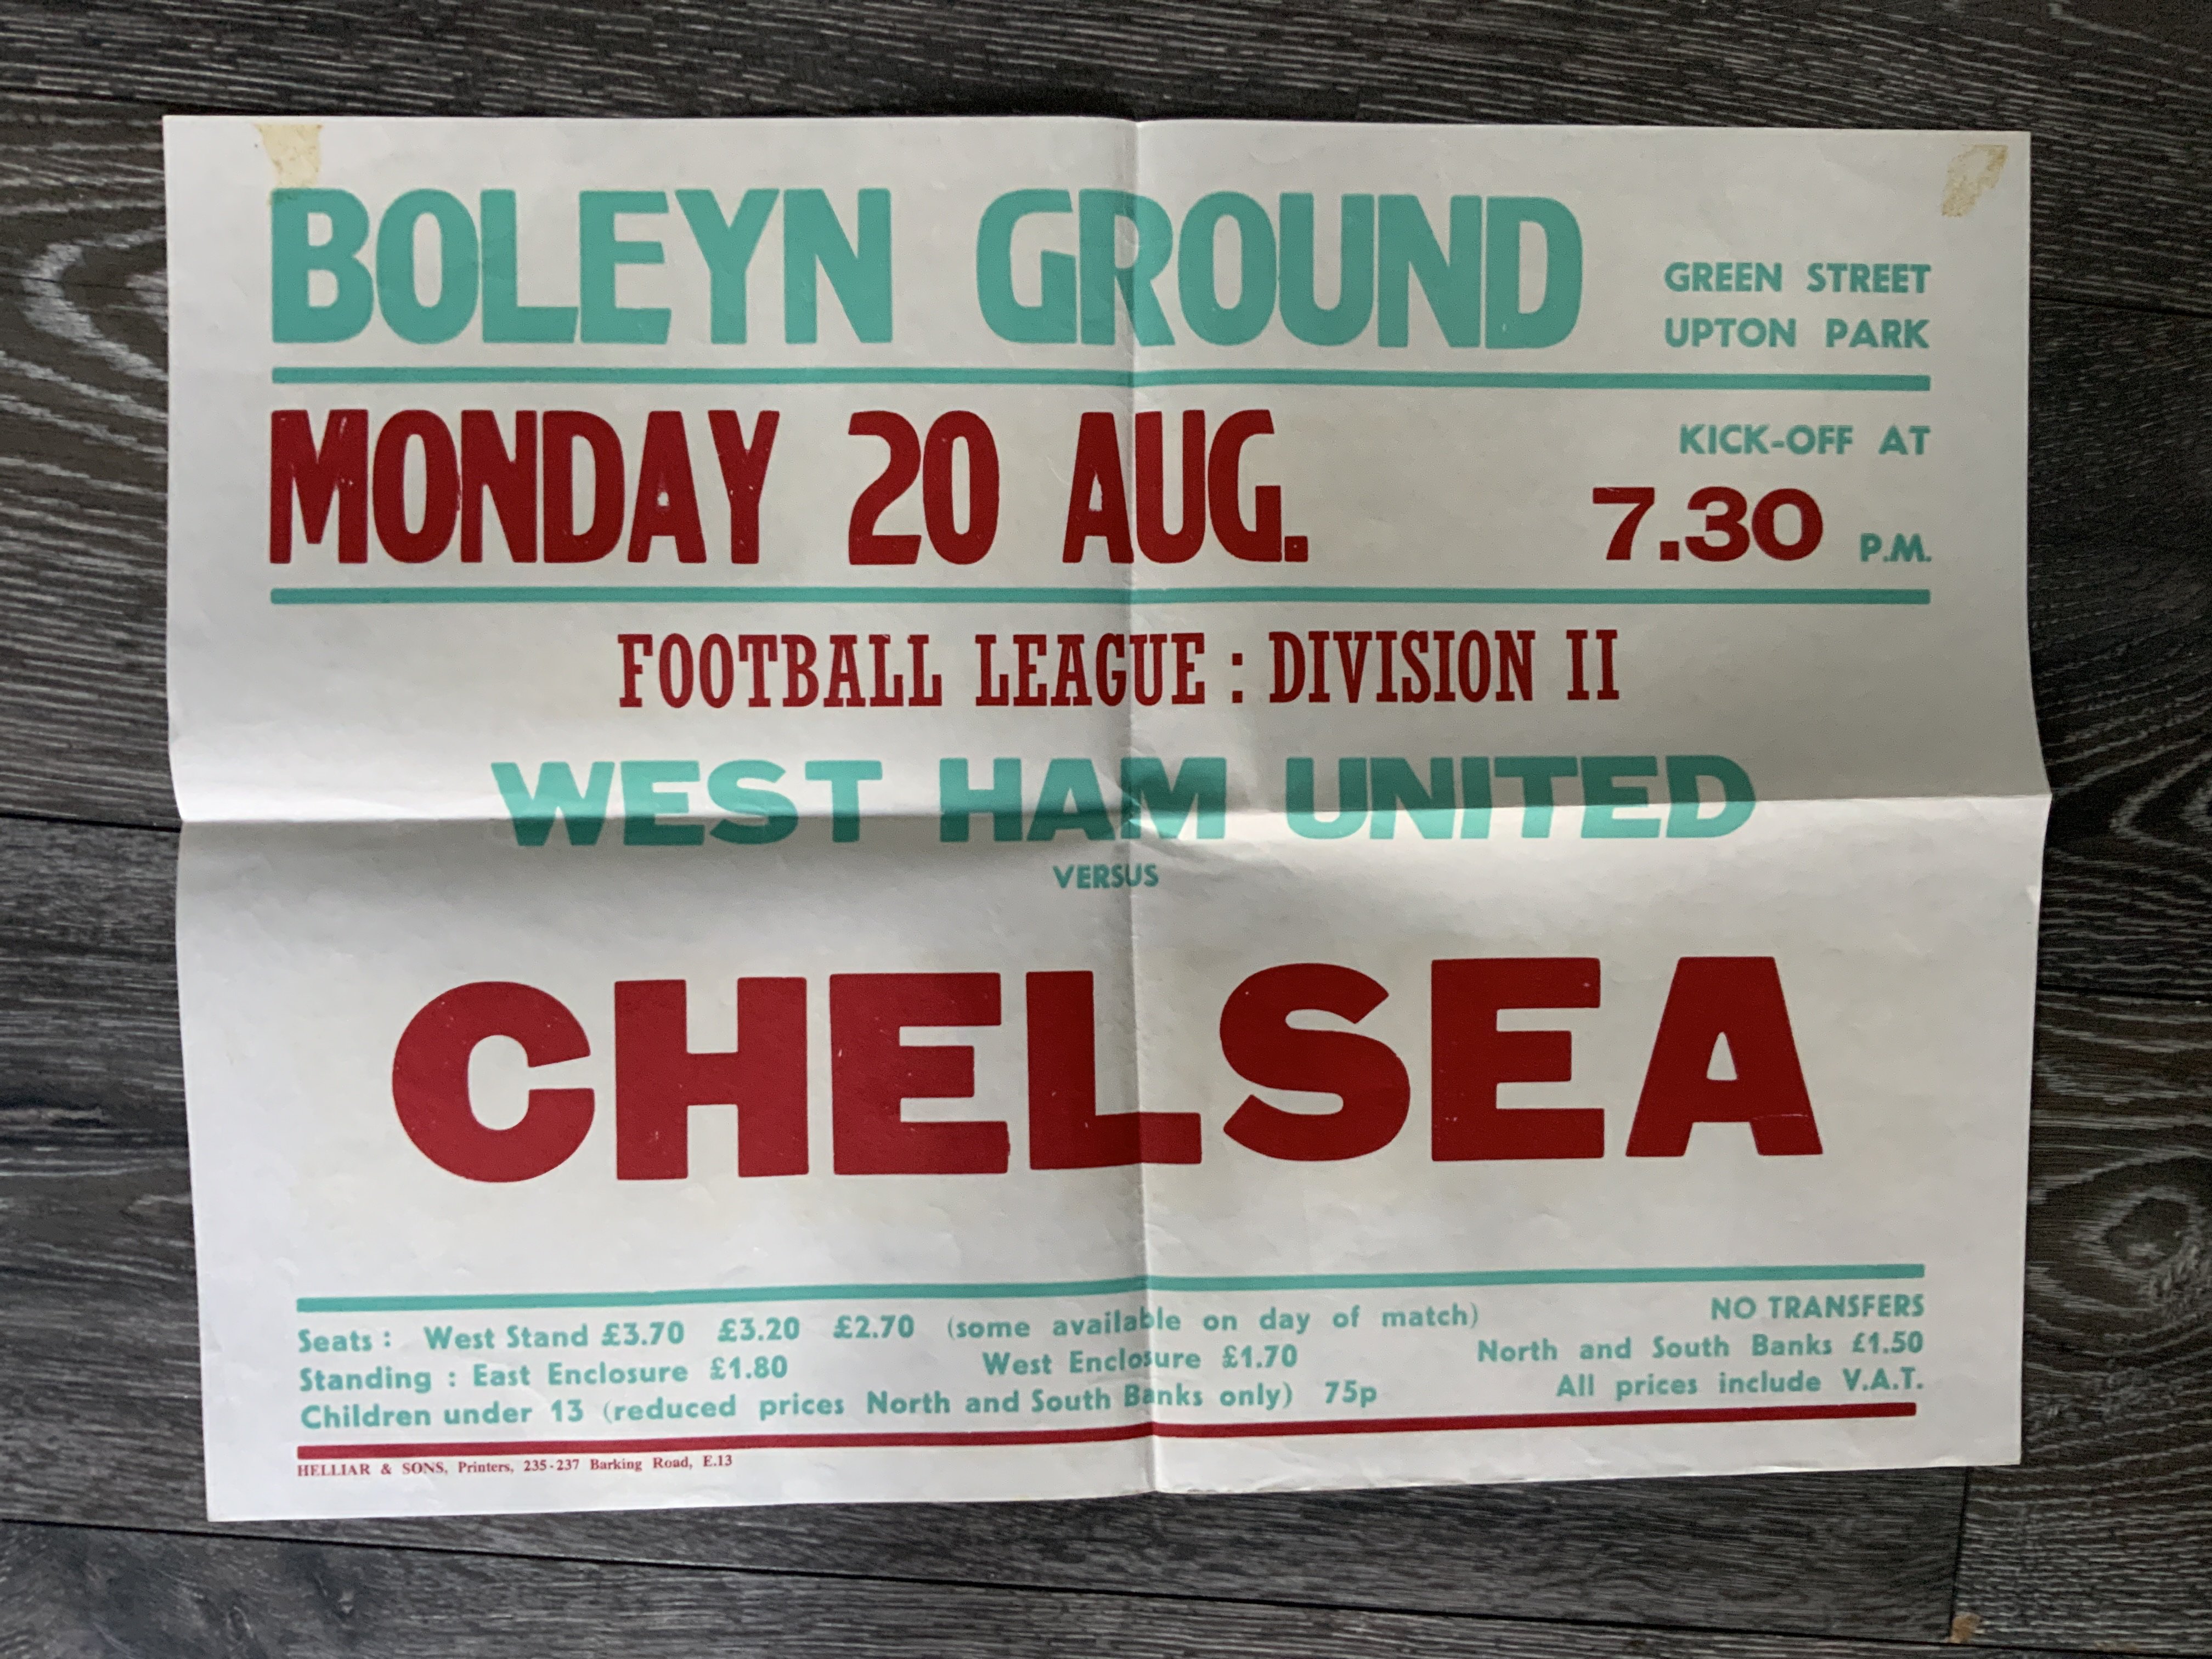 BOLEYN GROUND
GREEN STREET
UPTON PARK
MONDAY 20 AUG.
KICK-OFF AT
7.30 P.M.
FOOTBALL LEAGUE : DIVISION II
WEST HAM UNITED
VERSUS
CHELSEA
Seats : West Stand £3.70 £3.20 £2.70 (some available on day of match) NO TRANSFERS
Standing : East Enclosure £1.80 West Enclosure £1.70 North and South Banks £1.50
Children under 13 (reduced prices North and South Banks only) 75p All prices include V.A.T.
HELLIAR & SONS, Printers, 235-237 Barking Road, E.13